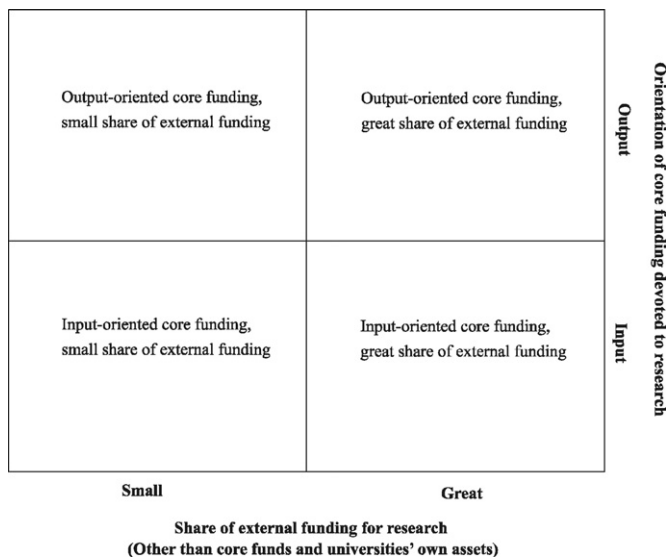 Output-oriented core funding,
small share of external funding
Output-oriented core funding,
great share of external funding
Output
Input-oriented core funding,
small share of external funding
Input-oriented core funding,
great share of external funding
Input
Orientation of core funding devoted to research
Small
Great
Share of external funding for research
(Other than core funds and universities' own assets)